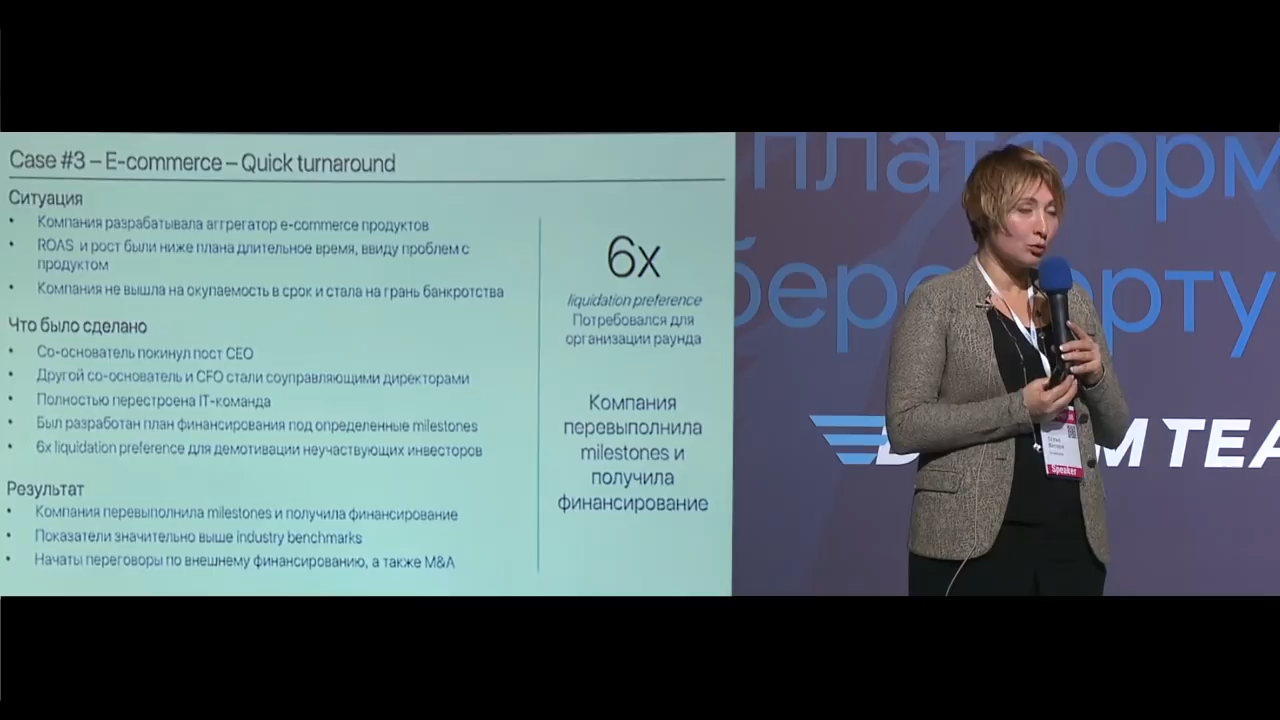 Case #3 – E-commerce – Quick turnaround
Ситуация
• Компания разрабатывала аггрегатор e-commerce продуктов
• ROAS и рост были ниже плана длительное время, ввиду проблем с
продуктом
• Компания не вышла на окупаемость в срок и стала на грань банкротства
Что было сделано
• Со-основатель покинул пост CEO
• Другой со-основатель и CFO стали соуправляющими директорами
• Полностью перестроена IT-команда
• Был разработан план финансирования под определенные milestones
• 6x liquidation preference для демотивации неучаствующих инвесторов
Результат
• Компания перевыполнила milestones и получила финансирование
• Показатели значительно выше industry benchmarks
• Начаты переговоры по внешнему финансированию, а также M&A
6x
liquidation preference
Потребовался для
организации раунда
Компания
перевыполнила
milestones и
получила
финансирование
платформ
TEA
Speaker